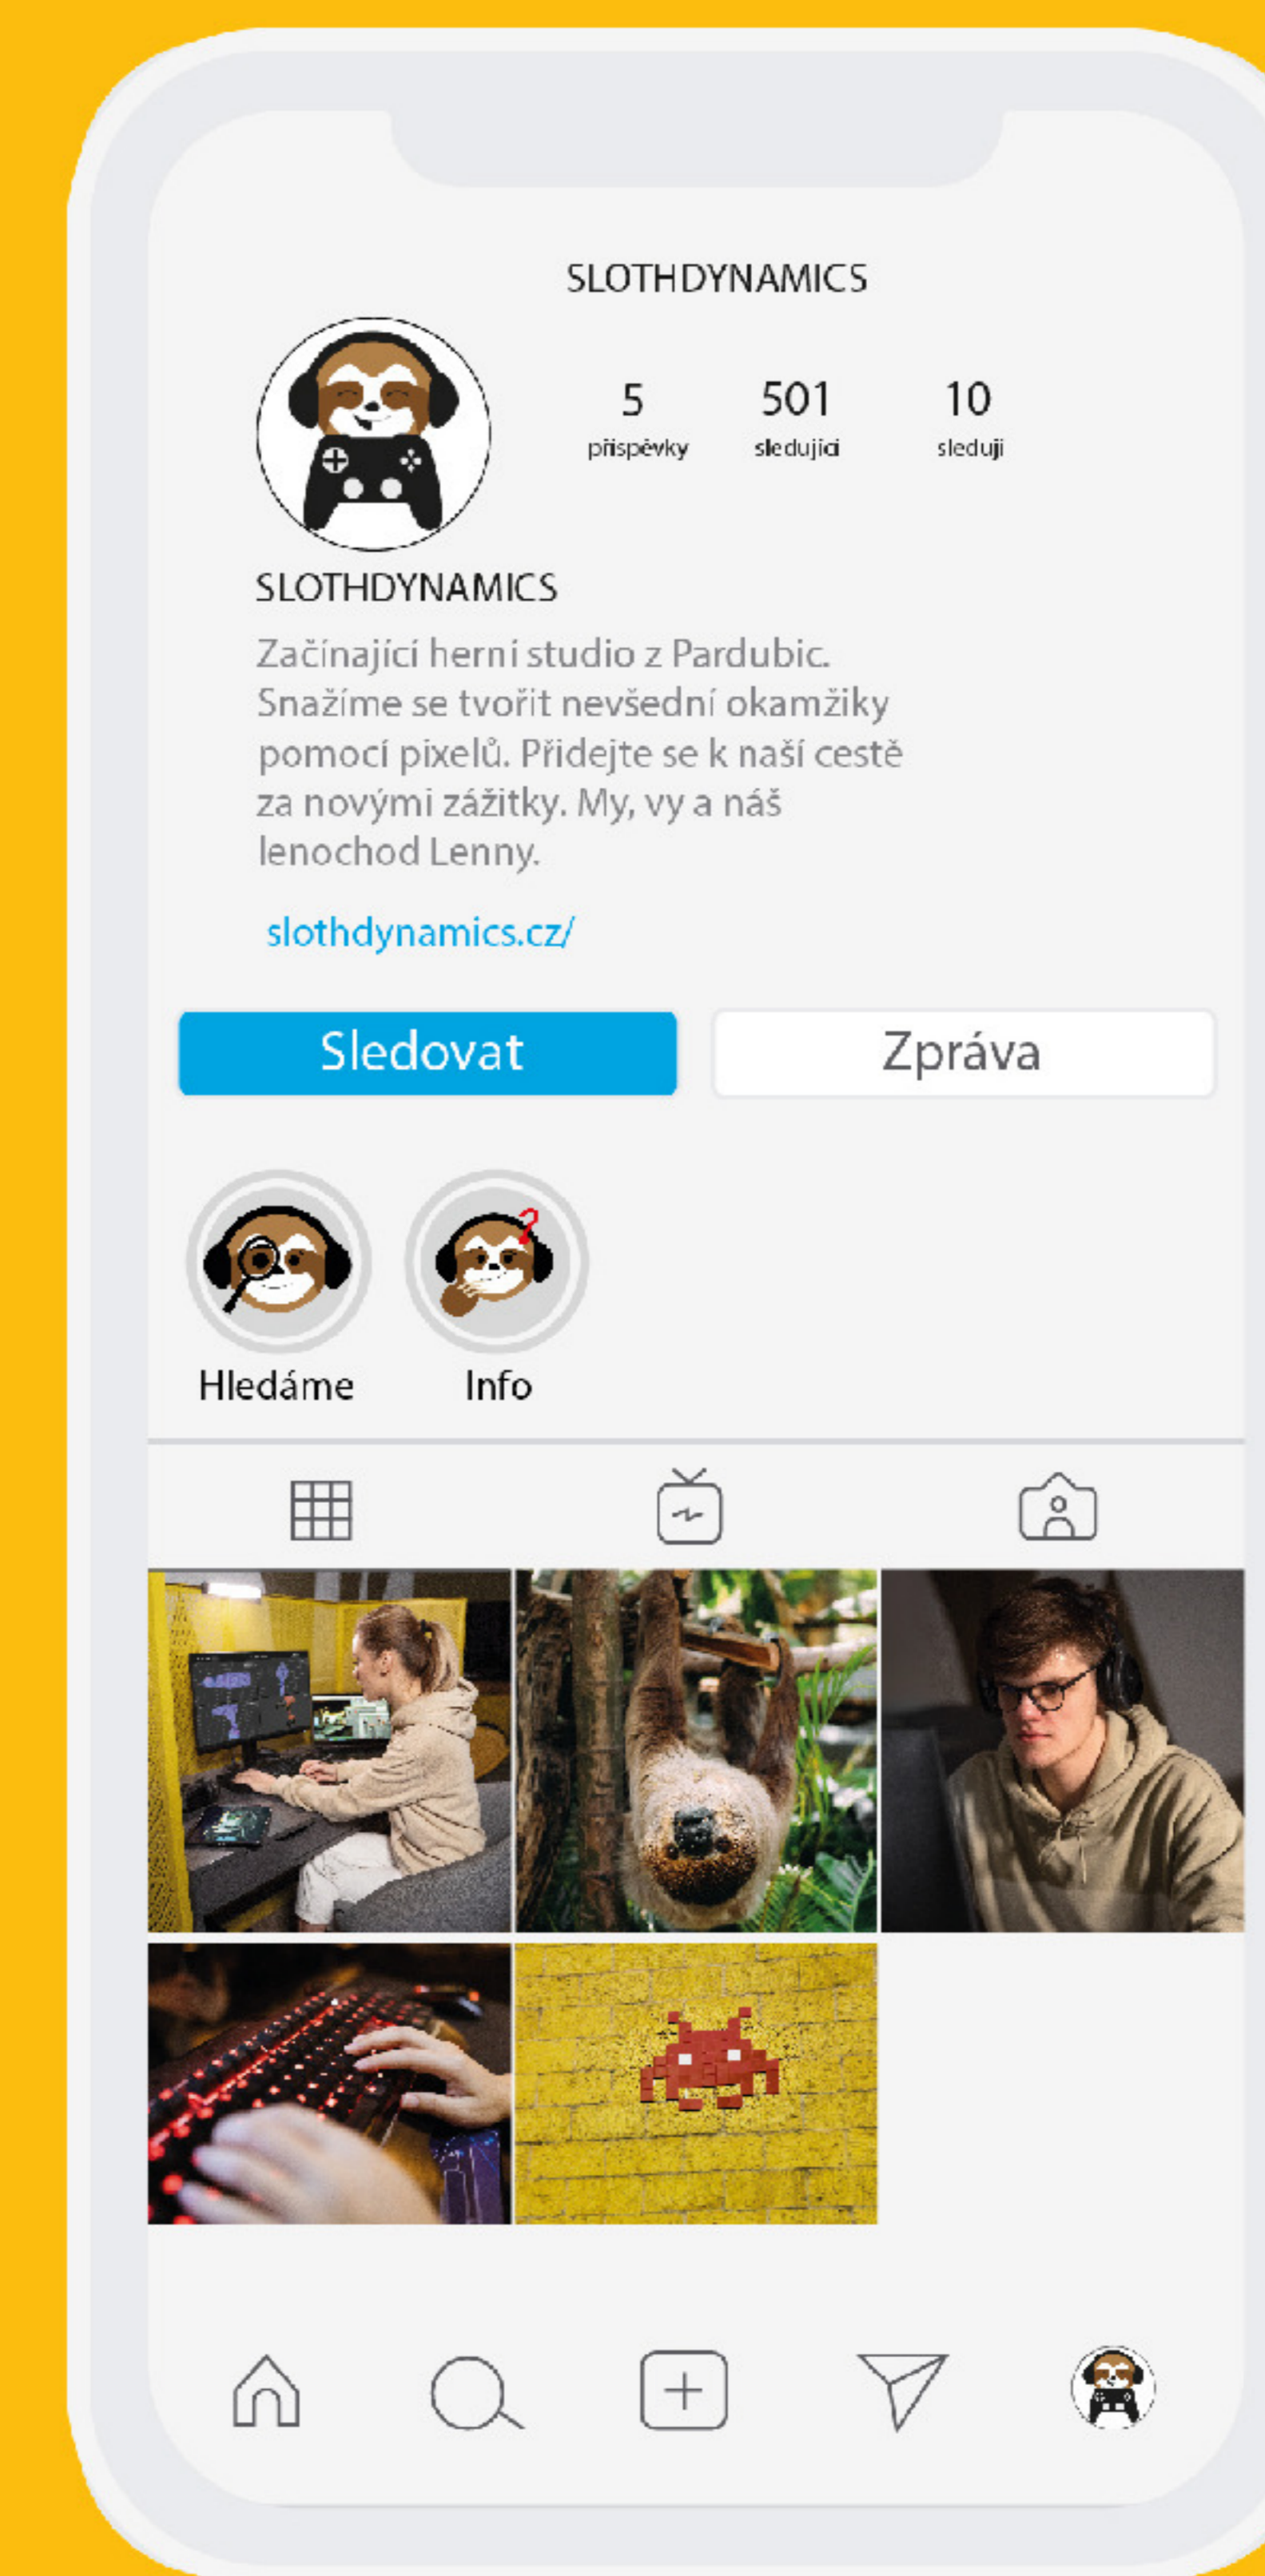 SLOTHDYNAMICS
5 501 10
příspěvky sledující sleduji
SLOTHDYNAMICS
Začínající herní studio z Pardubic.
Snažíme se tvořit nevšední okamžiky
pomocí pixelů. Přidejte se k naší cestě
za novými zážitky. My, vy a náš
lenochod Lenny.
slothdynamics.cz/
Sledovat Zpráva
?
Hledáme Info